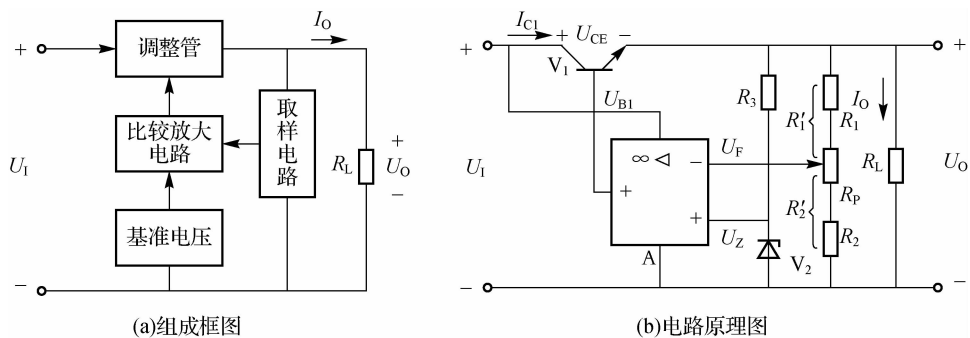 I_O
+
调整管
比较放大
电路
取
样
电
路
基准电压
U_I
R_L
+
U_O
−
−
(a)组成框图
I_C1
+ U_CE −
V_1
+
+
U_B1
R_3
R'_1
R_1
I_O
∞ ◁
−
U_F
+
U_I
R_P
R_L
U_O
R'_2
R_2
+
U_Z
A
V_2
−
−
(b)电路原理图